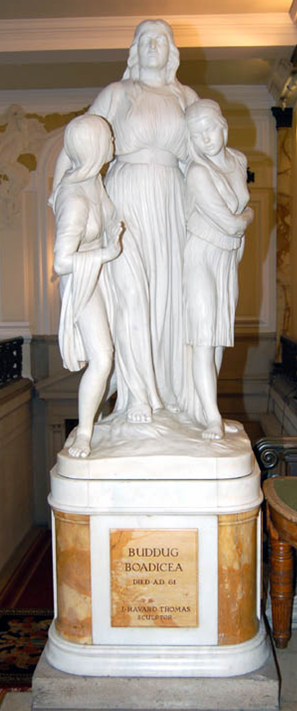 BUDDUG
BOADICEA
DIED A.D. 61
J. HAVARD THOMAS
SCULPTOR